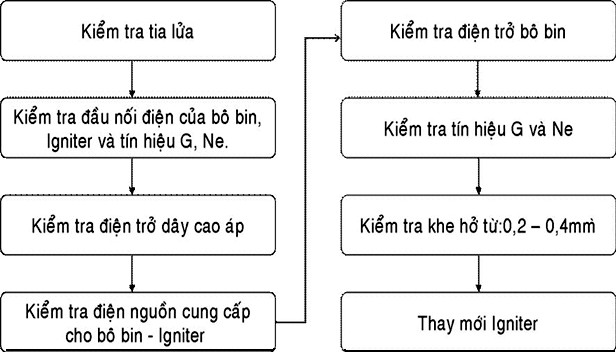 Kiểm tra tia lửa
Kiểm tra đầu nối điện của bô bin,
Igniter và tín hiệu G, Ne.
Kiểm tra điện trở dây cao áp
Kiểm tra điện nguồn cung cấp
cho bô bin - Igniter
Kiểm tra điện trở bô bin
Kiểm tra tín hiệu G và Ne
Kiểm tra khe hở từ:0,2 – 0,4mm
Thay mới Igniter